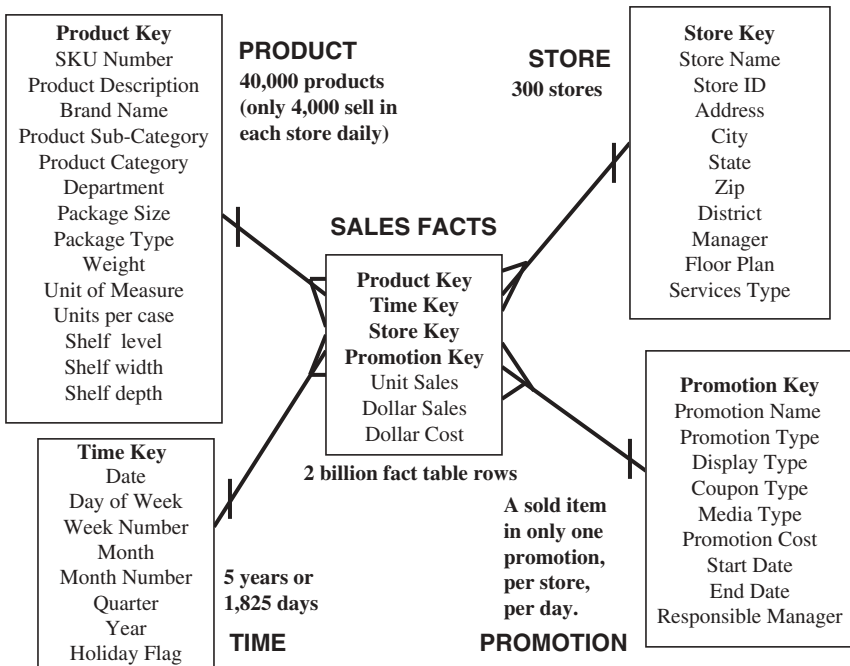 Product Key
SKU Number
Product Description
Brand Name
Product Sub-Category
Product Category
Department
Package Size
Package Type
Weight
Unit of Measure
Units per case
Shelf level
Shelf width
Shelf depth
PRODUCT
40,000 products
(only 4,000 sell in
each store daily)
STORE
300 stores
Store Key
Store Name
Store ID
Address
City
State
Zip
District
Manager
Floor Plan
Services Type
SALES FACTS
Product Key
Time Key
Store Key
Promotion Key
Unit Sales
Dollar Sales
Dollar Cost
2 billion fact table rows
Time Key
Date
Day of Week
Week Number
Month
Month Number
Quarter
Year
Holiday Flag
5 years or
1,825 days
TIME
A sold item
in only one
promotion,
per store,
per day.
PROMOTION
Promotion Key
Promotion Name
Promotion Type
Display Type
Coupon Type
Media Type
Promotion Cost
Start Date
End Date
Responsible Manager